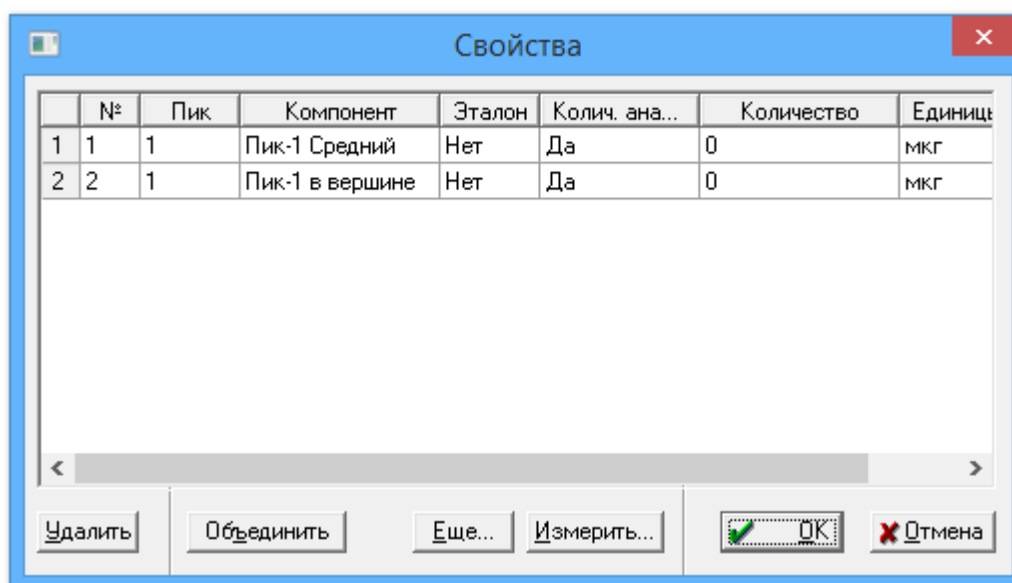 Свойства
№ Пик Компонент Эталон Колич. ана... Количество Единицы
1 1 1 Пик-1 Средний Нет Да 0 мкг
2 2 1 Пик-1 в вершине Нет Да 0 мкг
Удалить Объединить Еще... Измерить... OK Отмена